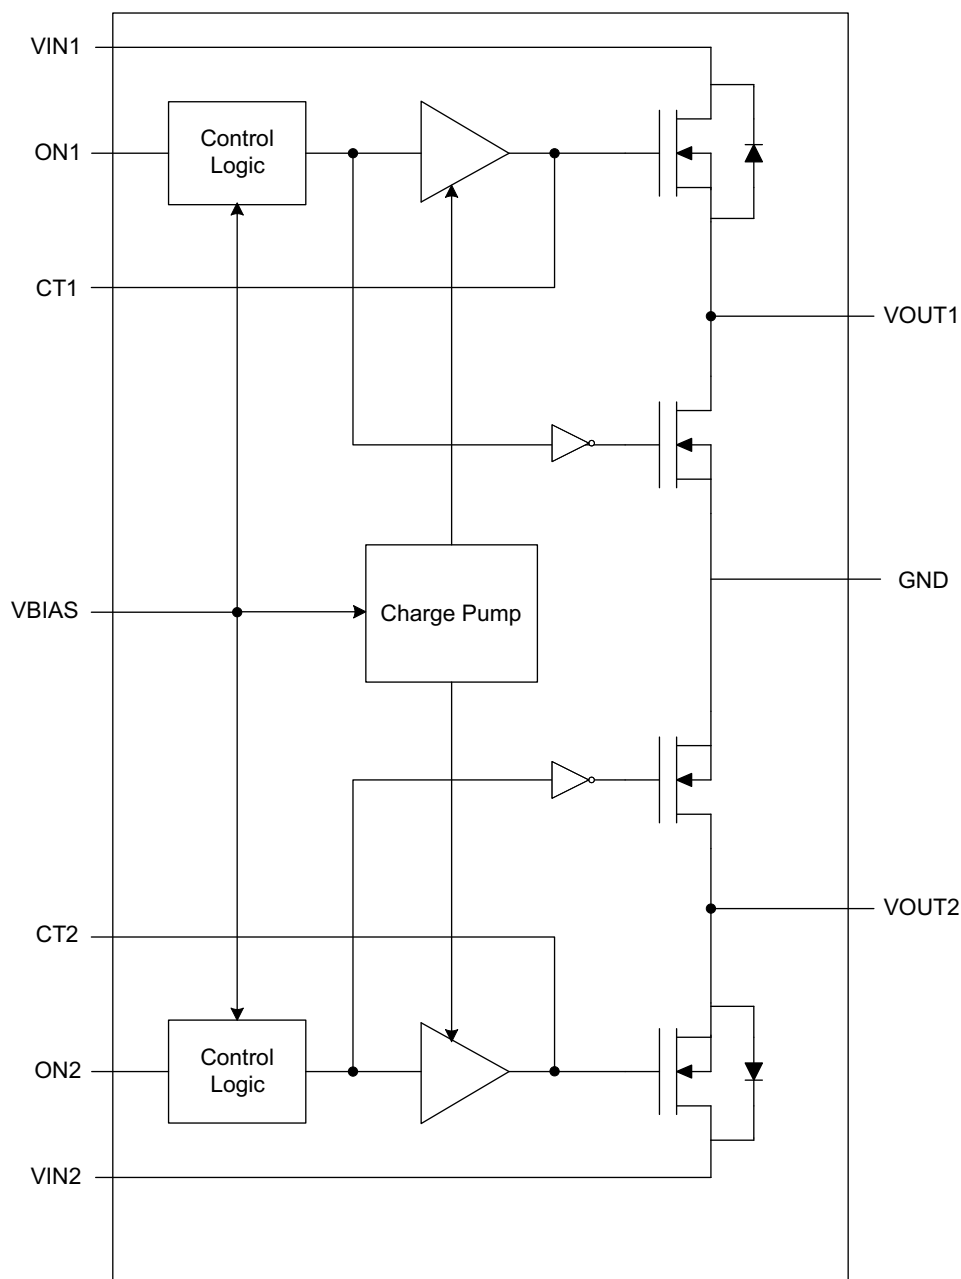 VIN1
Control
Logic
ON1
CT1
VOUT1
GND
VBIAS
Charge Pump
VOUT2
CT2
Control
Logic
ON2
VIN2